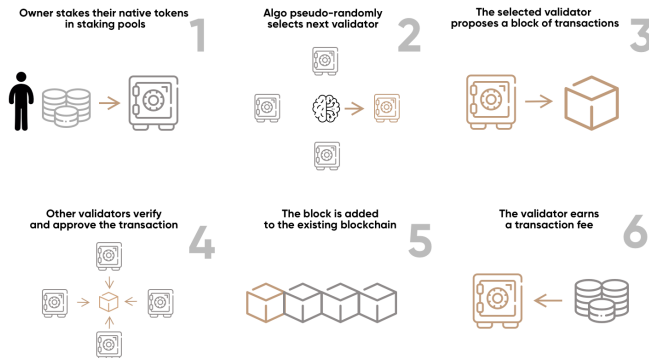 Owner stakes their native tokens
in staking pools
1
Algo pseudo-randomly
selects next validator
2
The selected validator
proposes a block of transactions
3
Other validators verify
and approve the transaction
4
The block is added
to the existing blockchain
5
The validator earns
a transaction fee
6